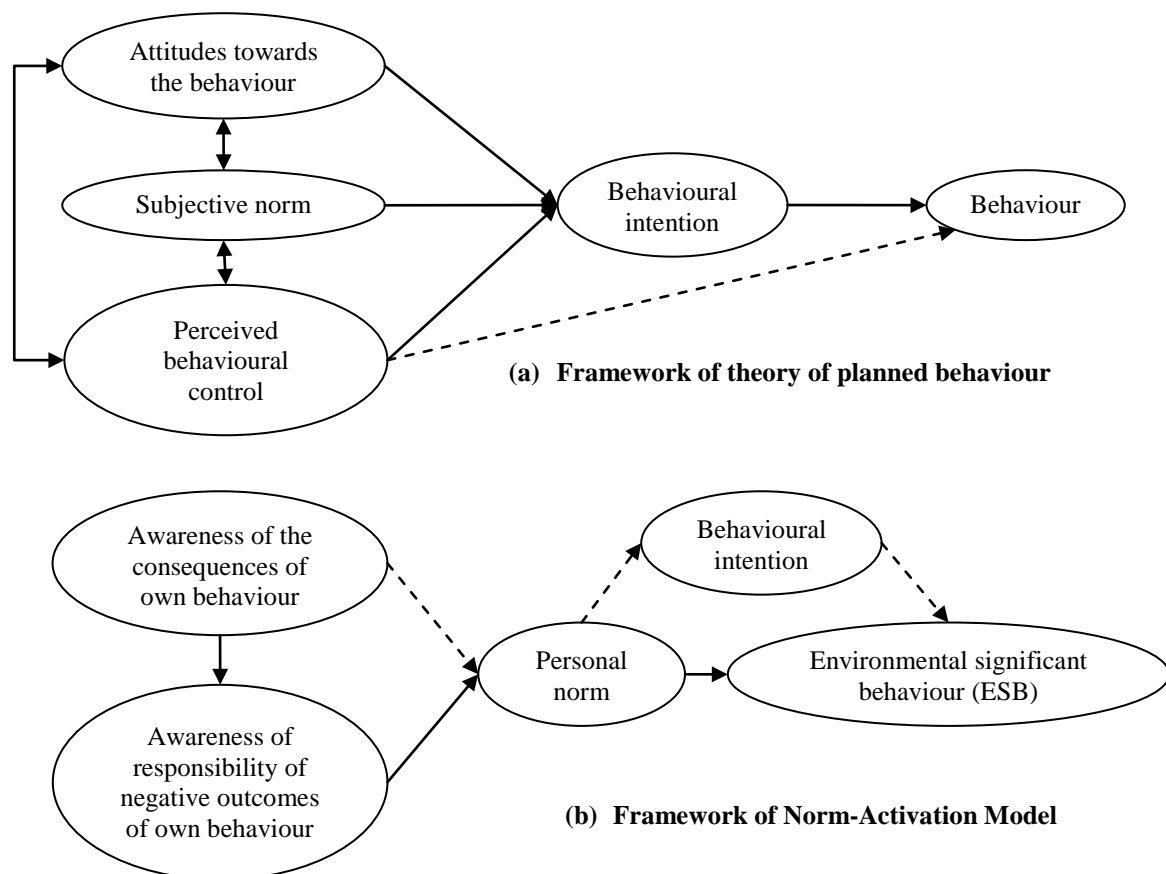 Attitudes towards
the behaviour
Subjective norm
Perceived
behavioural
control
Behavioural
intention
Behaviour
(a) Framework of theory of planned behaviour
Awareness of the
consequences of
own behaviour
Awareness of
responsibility of
negative outcomes
of own behaviour
Personal
norm
Behavioural
intention
Environmental significant
behaviour (ESB)
(b) Framework of Norm-Activation Model